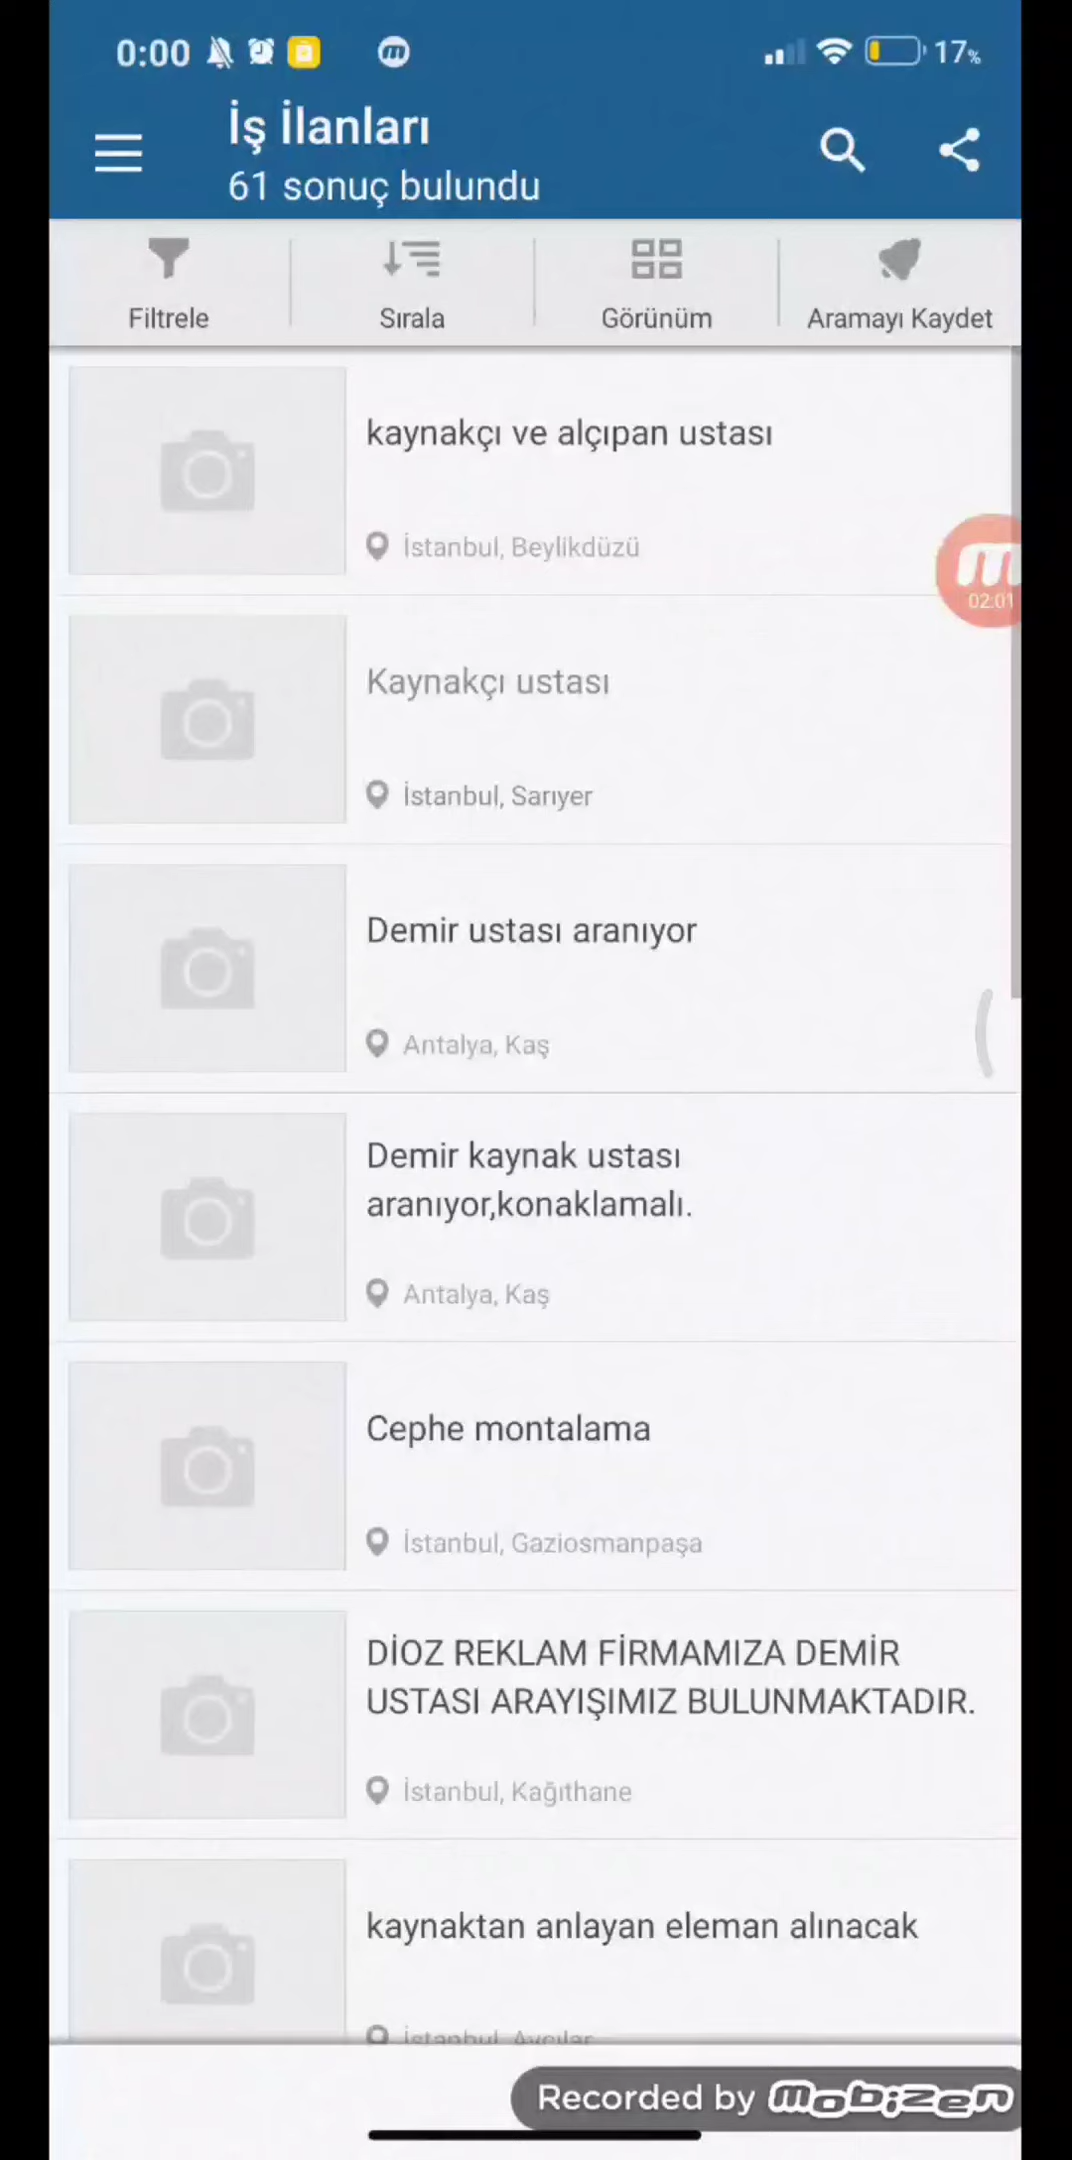 0:00
17%
İş İlanları
61 sonuç bulundu
Filtrele
Sırala
Görünüm
Aramayı Kaydet
kaynakçı ve alçıpan ustası
İstanbul, Beylikdüzü
02:01
Kaynakçı ustası
İstanbul, Sarıyer
Demir ustası aranıyor
Antalya, Kaş
Demir kaynak ustası
aranıyor,konaklamalı.
Antalya, Kaş
Cephe montalama
İstanbul, Gaziosmanpaşa
DİOZ REKLAM FİRMAMIZA DEMİR
USTASI ARAYIŞIMIZ BULUNMAKTADIR.
İstanbul, Kağıthane
kaynaktan anlayan eleman alınacak
İstanbul, Avcılar
Recorded by mobizen